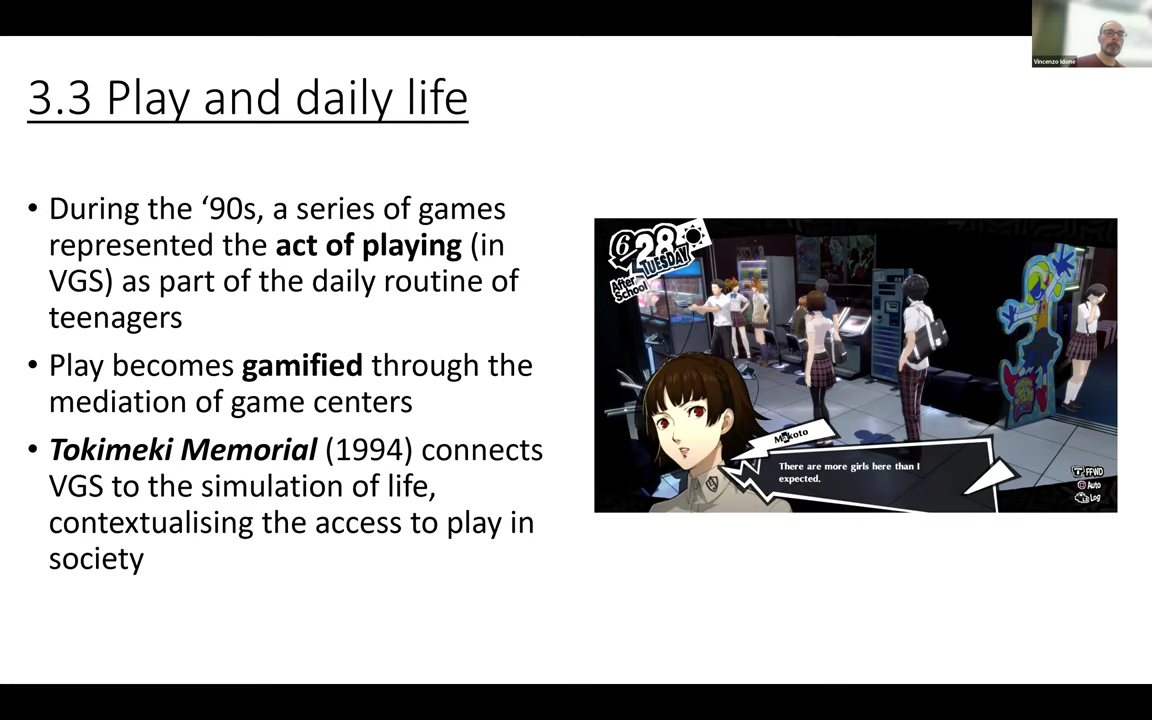 Vincenzo Idone
3.3 Play and daily life
• During the ‘90s, a series of games
represented the act of playing (in
VGS) as part of the daily routine of
teenagers
• Play becomes gamified through the
mediation of game centers
• Tokimeki Memorial (1994) connects
VGS to the simulation of life,
contextualising the access to play in
society
6/28
TUESDAY
After
School
Makoto
There are more girls here than I
expected.
FFWD
Auto
Log